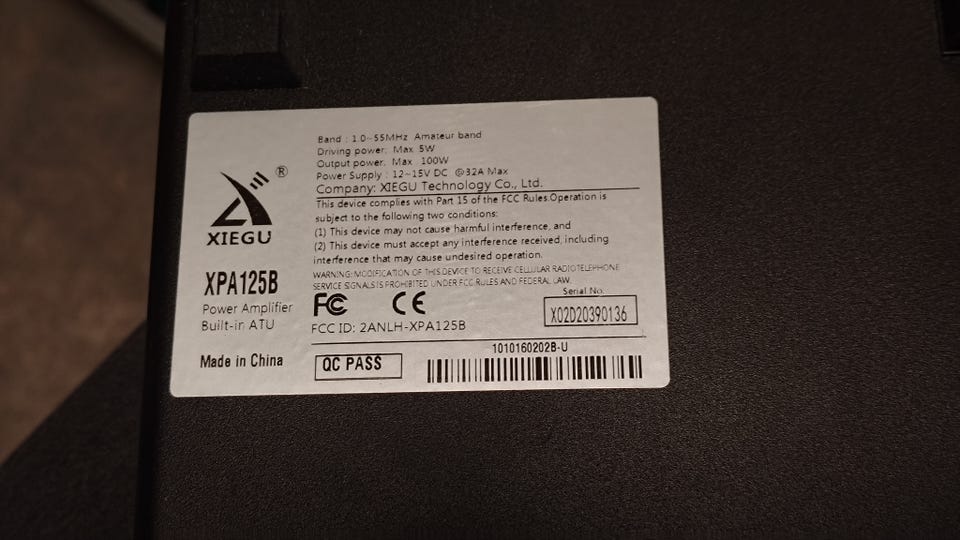 Band : 1.0~55MHz Amateur band
Driving power: Max 5W
Output power: Max 100W
Power Supply : 12~15V DC @32A Max
Company: XIEGU Technology Co., Ltd.
This device complies with Part 15 of the FCC Rules.Operation is
subject to the following two conditions:
(1) This device may not cause harmful interference, and
(2) This device must accept any interference received, including
interference that may cause undesired operation.
WARNING: MODIFICATION OF THIS DEVICE TO RECEIVE CELLULAR RADIOTELEPHONE
SERVICE SIGNALS PROHIBITED UNDER FCC RULES AND FEDERAL LAW.
®
XIEGU
XPA125B
Power Amplifier
Built-in ATU
Made in China
FC CE
FCC ID: 2ANLH-XPA125B
Serial No.
X02D20390136
QC PASS
1010160202B-U